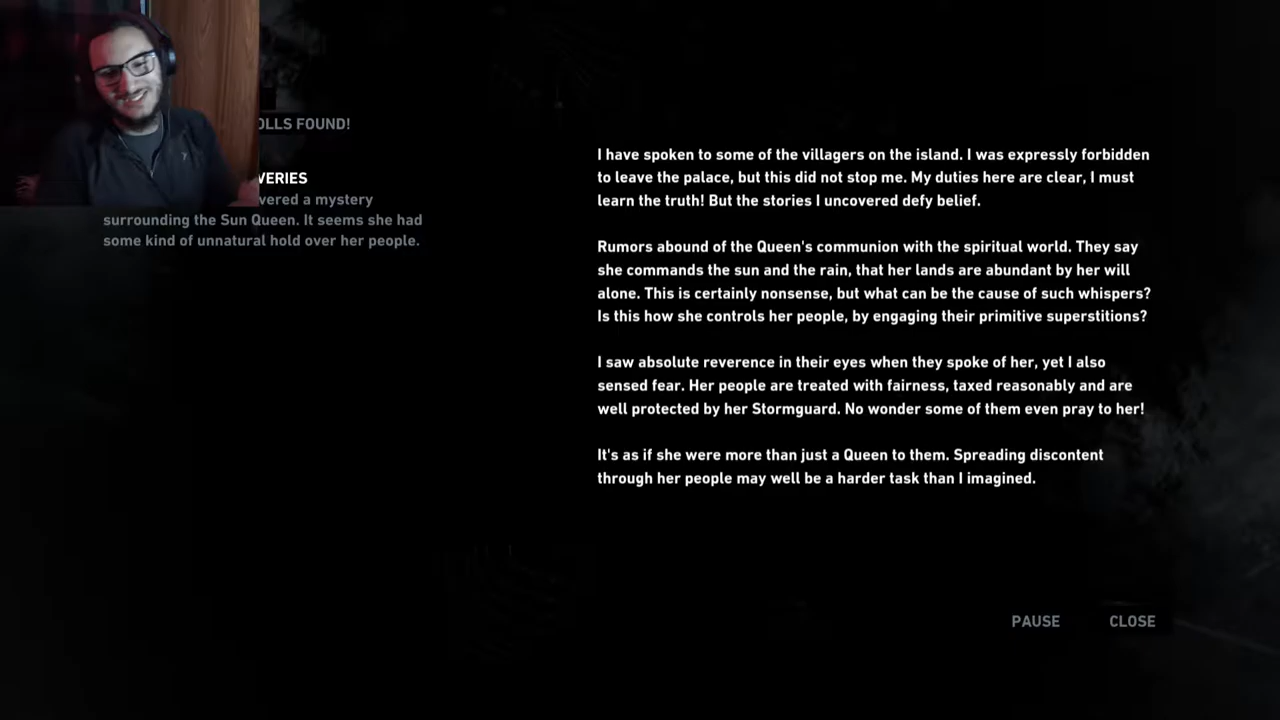 OLLS FOUND!
VERIES
vered a mystery
surrounding the Sun Queen. It seems she had
some kind of unnatural hold over her people.
I have spoken to some of the villagers on the island. I was expressly forbidden
to leave the palace, but this did not stop me. My duties here are clear, I must
learn the truth! But the stories I uncovered defy belief.
Rumors abound of the Queen's communion with the spiritual world. They say
she commands the sun and the rain, that her lands are abundant by her will
alone. This is certainly nonsense, but what can be the cause of such whispers?
Is this how she controls her people, by engaging their primitive superstitions?
I saw absolute reverence in their eyes when they spoke of her, yet I also
sensed fear. Her people are treated with fairness, taxed reasonably and are
well protected by her Stormguard. No wonder some of them even pray to her!
It's as if she were more than just a Queen to them. Spreading discontent
through her people may well be a harder task than I imagined.
PAUSE CLOSE